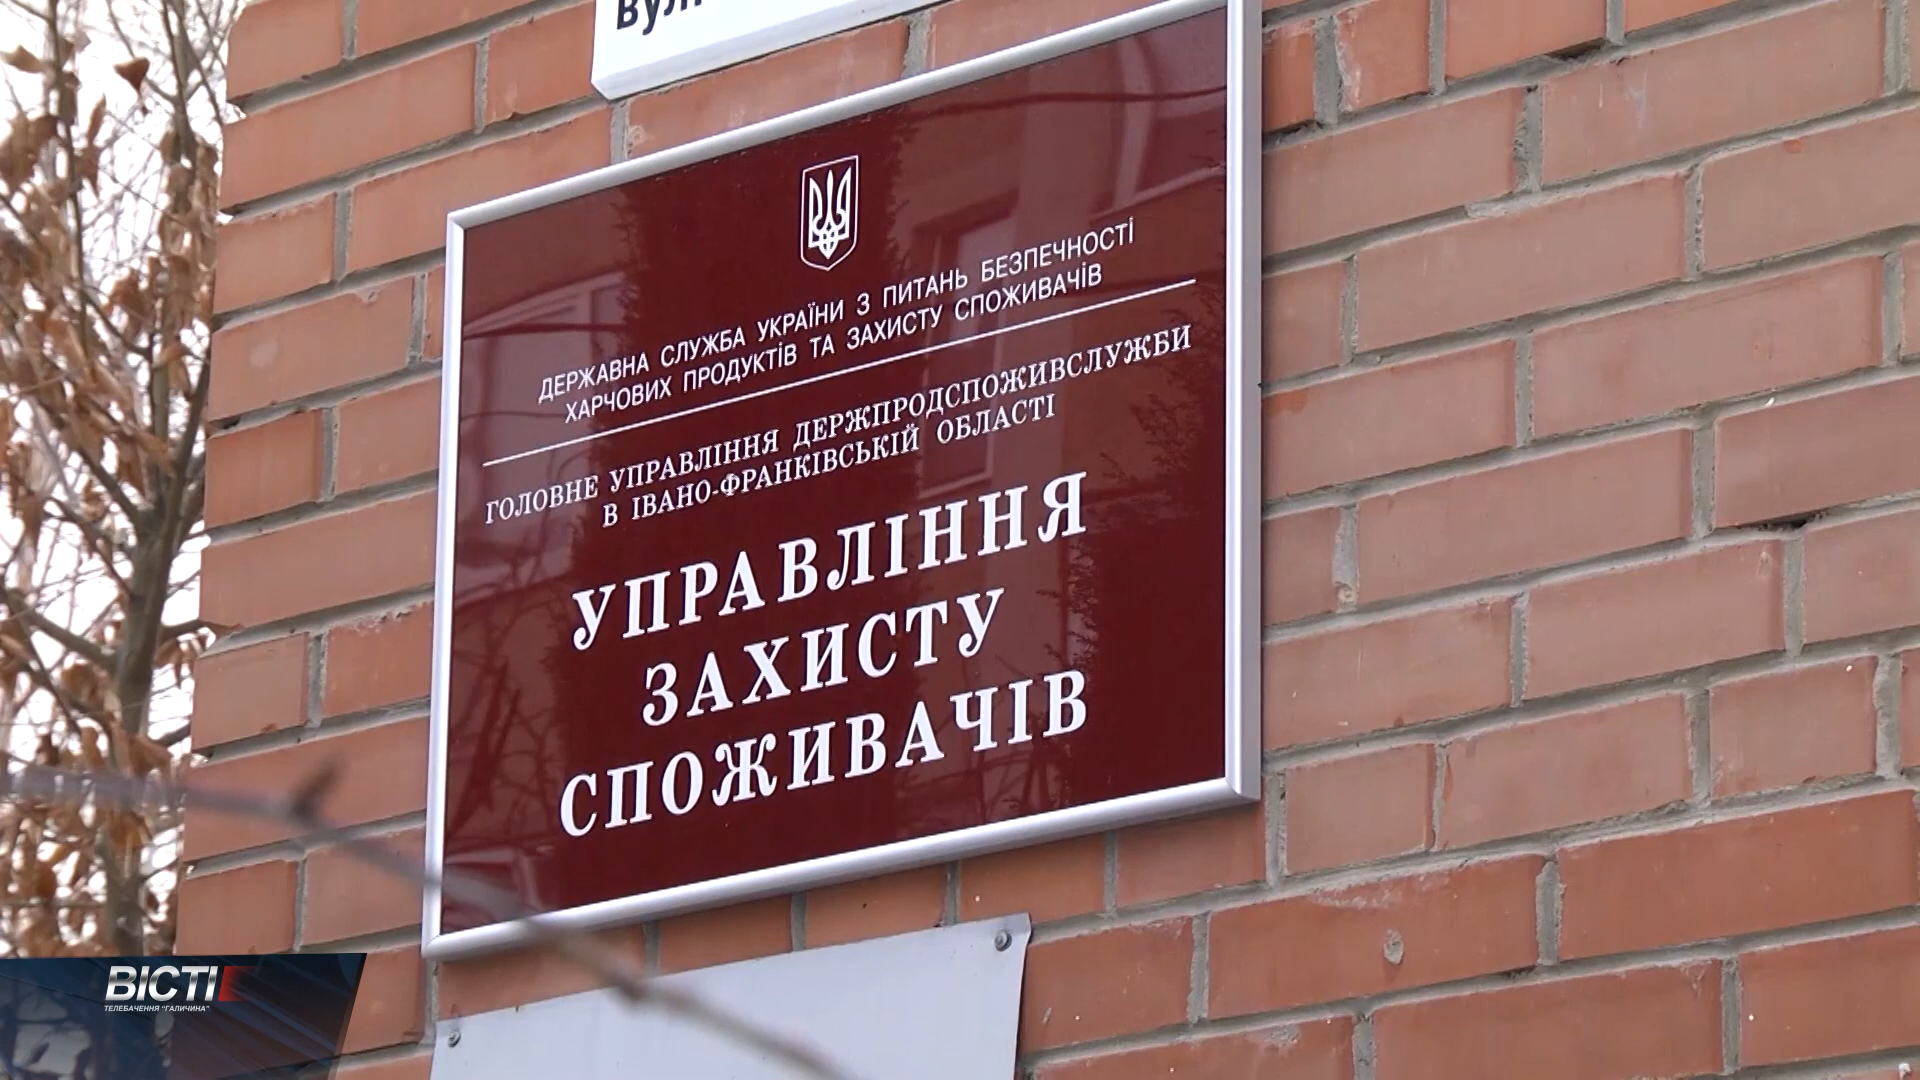 ДЕРЖАВНА СЛУЖБА УКРАЇНИ З ПИТАНЬ БЕЗПЕЧНОСТІ
ХАРЧОВИХ ПРОДУКТІВ ТА ЗАХИСТУ СПОЖИВАЧІВ
ГОЛОВНЕ УПРАВЛІННЯ ДЕРЖПРОДСПОЖИВСЛУЖБИ
В ІВАНО-ФРАНКІВСЬКІЙ ОБЛАСТІ
УПРАВЛІННЯ
ЗАХИСТУ
СПОЖИВАЧІВ
ВІСТІ
ТЕЛЕБАЧЕННЯ "ГАЛИЧИНА"